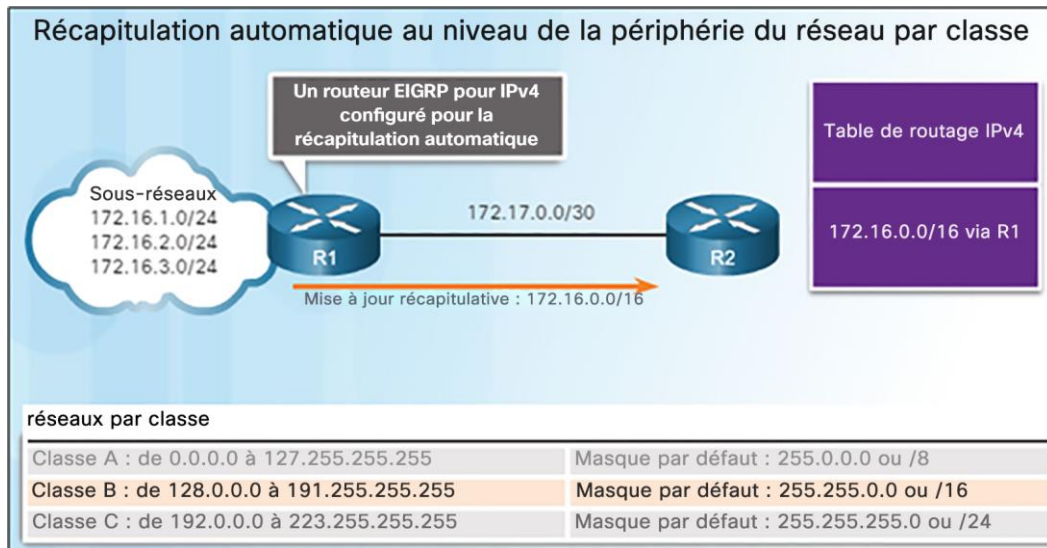 Récapitulation automatique au niveau de la périphérie du réseau par classe
Un routeur EIGRP pour IPv4
configuré pour la
récapitulation automatique
Table de routage IPv4
172.16.0.0/16 via R1
Sous-réseaux
172.16.1.0/24
172.16.2.0/24
172.16.3.0/24
R1
172.17.0.0/30
R2
Mise à jour récapitulative : 172.16.0.0/16
réseaux par classe
Classe A : de 0.0.0.0 à 127.255.255.255 Masque par défaut : 255.0.0.0 ou /8
Classe B : de 128.0.0.0 à 191.255.255.255 Masque par défaut : 255.255.0.0 ou /16
Classe C : de 192.0.0.0 à 223.255.255.255 Masque par défaut : 255.255.255.0 ou /24